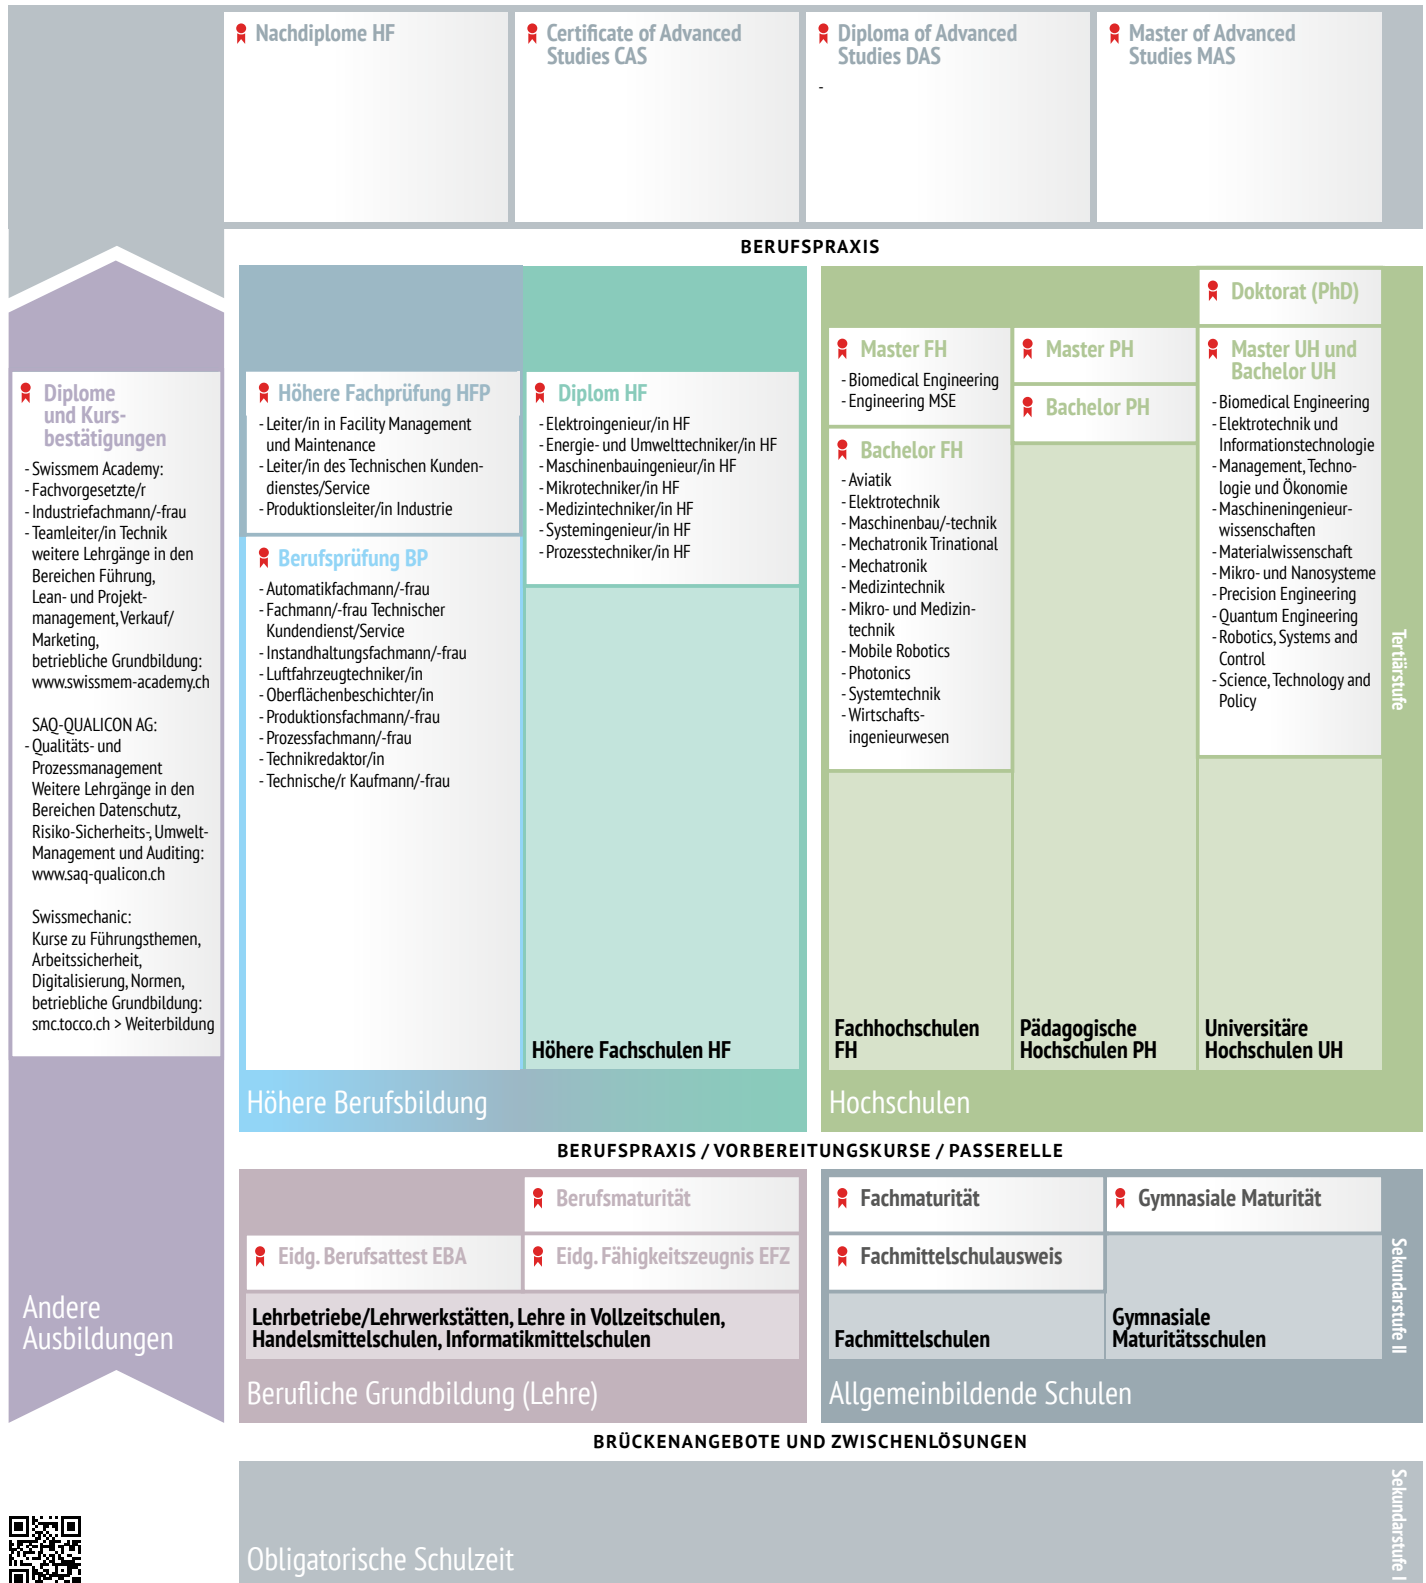 Nachdiplome HF
Certificate of Advanced
Studies CAS
Diploma of Advanced
Studies DAS
-
Master of Advanced
Studies MAS
BERUFSPRAXIS
Diplome
und Kurs-
bestätigungen
- Swissmem Academy:
- Fachvorgesetzte/r
- Industriefachmann/-frau
- Teamleiter/in Technik
weitere Lehrgänge in den
Bereichen Führung,
Lean- und Projekt-
management, Verkauf/
Marketing,
betriebliche Grundbildung:
www.swissmem-academy.ch
SAQ-QUALICON AG:
- Qualitäts- und
Prozessmanagement
Weitere Lehrgänge in den
Bereichen Datenschutz,
Risiko-Sicherheits-, Umwelt-
Management und Auditing:
www.saq-qualicon.ch
Swissmechanic:
Kurse zu Führungsthemen,
Arbeitssicherheit,
Digitalisierung, Normen,
betriebliche Grundbildung:
smc.tocco.ch > Weiterbildung
Andere
Ausbildungen
Höhere Fachprüfung HFP
- Leiter/in in Facility Management
und Maintenance
- Leiter/in des Technischen Kunden-
dienstes/Service
- Produktionsleiter/in Industrie
Berufsprüfung BP
- Automatikfachmann/-frau
- Fachmann/-frau Technischer
Kundendienst/Service
- Instandhaltungsfachmann/-frau
- Luftfahrzeugtechniker/in
- Oberflächenbeschichter/in
- Produktionsfachmann/-frau
- Prozessfachmann/-frau
- Technikredaktor/in
- Technische/r Kaufmann/-frau
Diplom HF
- Elektroingenieur/in HF
- Energie- und Umwelttechniker/in HF
- Maschinenbauingenieur/in HF
- Mikrotechniker/in HF
- Medizintechniker/in HF
- Systemingenieur/in HF
- Prozesstechniker/in HF
Höhere Fachschulen HF
Höhere Berufsbildung
Master FH
- Biomedical Engineering
- Engineering MSE
Bachelor FH
- Aviatik
- Elektrotechnik
- Maschinenbau/-technik
- Mechatronik Trinational
- Mechatronik
- Medizintechnik
- Mikro- und Medizin-
technik
- Mobile Robotics
- Photonics
- Systemtechnik
- Wirtschafts-
ingenieurwesen
Fachhochschulen
FH
Master PH
Bachelor PH
Pädagogische
Hochschulen PH
Doktorat (PhD)
Master UH und
Bachelor UH
- Biomedical Engineering
- Elektrotechnik und
Informationstechnologie
- Management, Techno-
logie und Ökonomie
- Maschineningenieur-
wissenschaften
- Materialwissenschaft
- Mikro- und Nanosysteme
- Precision Engineering
- Quantum Engineering
- Robotics, Systems and
Control
- Science, Technology and
Policy
Universitäre
Hochschulen UH
Hochschulen
Tertiärstufe
BERUFSPRAXIS / VORBEREITUNGSKURSE / PASSERELLE
Berufsmaturität
Eidg. Berufsattest EBA
Eidg. Fähigkeitszeugnis EFZ
Lehrbetriebe/Lehrwerkstätten, Lehre in Vollzeitschulen,
Handelsmittelschulen, Informatikmittelschulen
Berufliche Grundbildung (Lehre)
Fachmaturität
Fachmittelschulausweis
Fachmittelschulen
Gymnasiale Maturität
Gymnasiale
Maturitätsschulen
Allgemeinbildende Schulen
Sekundarstufe II
BRÜCKENANGEBOTE UND ZWISCHENLÖSUNGEN
Obligatorische Schulzeit
Sekundarstufe I